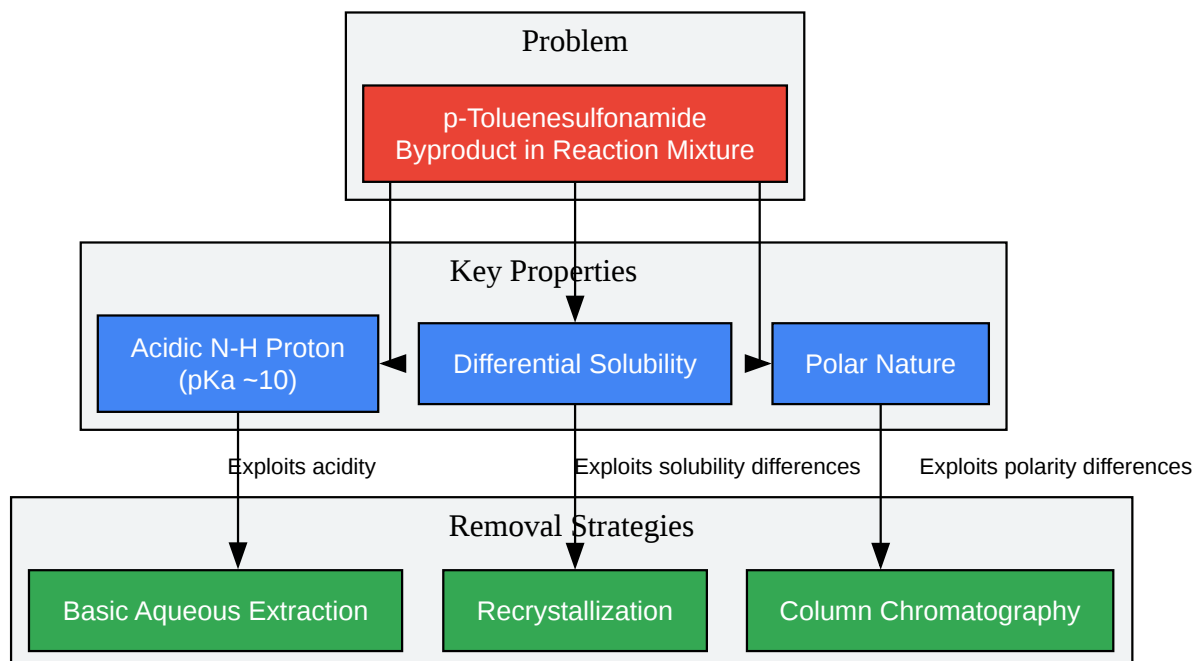 Problem
p-Toluenesulfonamide
Byproduct in Reaction Mixture
Key Properties
Acidic N-H Proton
(pKa ~10)
Differential Solubility
Polar Nature
Exploits acidity
Exploits solubility differences
Exploits polarity differences
Removal Strategies
Basic Aqueous Extraction
Recrystallization
Column Chromatography